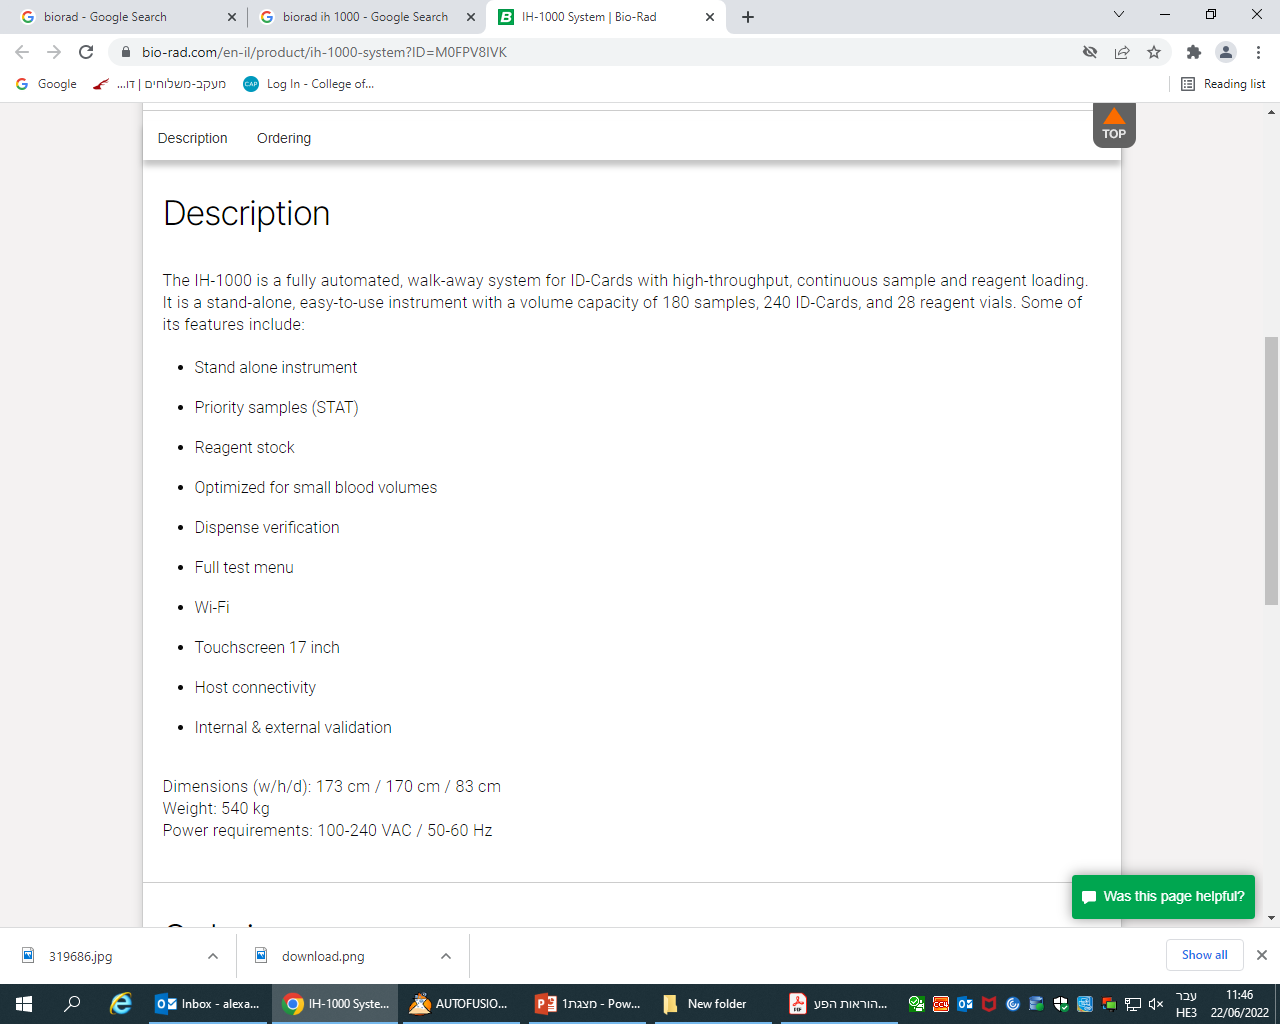 biorad - Google Search
biorad ih 1000 - Google Search
IH-1000 System | Bio-Rad
bio-rad.com/en-il/product/ih-1000-system?ID=M0FPV8IVK
Google
מעקב-משלוחים | דו...
CAP
Log In - College of...
Reading list
Description
Ordering
TOP
Description
The IH-1000 is a fully automated, walk-away system for ID-Cards with high-throughput, continuous sample and reagent loading.
It is a stand-alone, easy-to-use instrument with a volume capacity of 180 samples, 240 ID-Cards, and 28 reagent vials. Some of
its features include:
Stand alone instrument
Priority samples (STAT)
Reagent stock
Optimized for small blood volumes
Dispense verification
Full test menu
Wi-Fi
Touchscreen 17 inch
Host connectivity
Internal & external validation
Dimensions (w/h/d): 173 cm / 170 cm / 83 cm
Weight: 540 kg
Power requirements: 100-240 VAC / 50-60 Hz
Was this page helpful?
319686.jpg
download.png
Show all
Inbox - alexa...
IH-1000 Syste...
AUTOFUSIO...
מצגת1 - Pow...
New folder
הוראות הפע...
עבר
HE3
11:46
22/06/2022